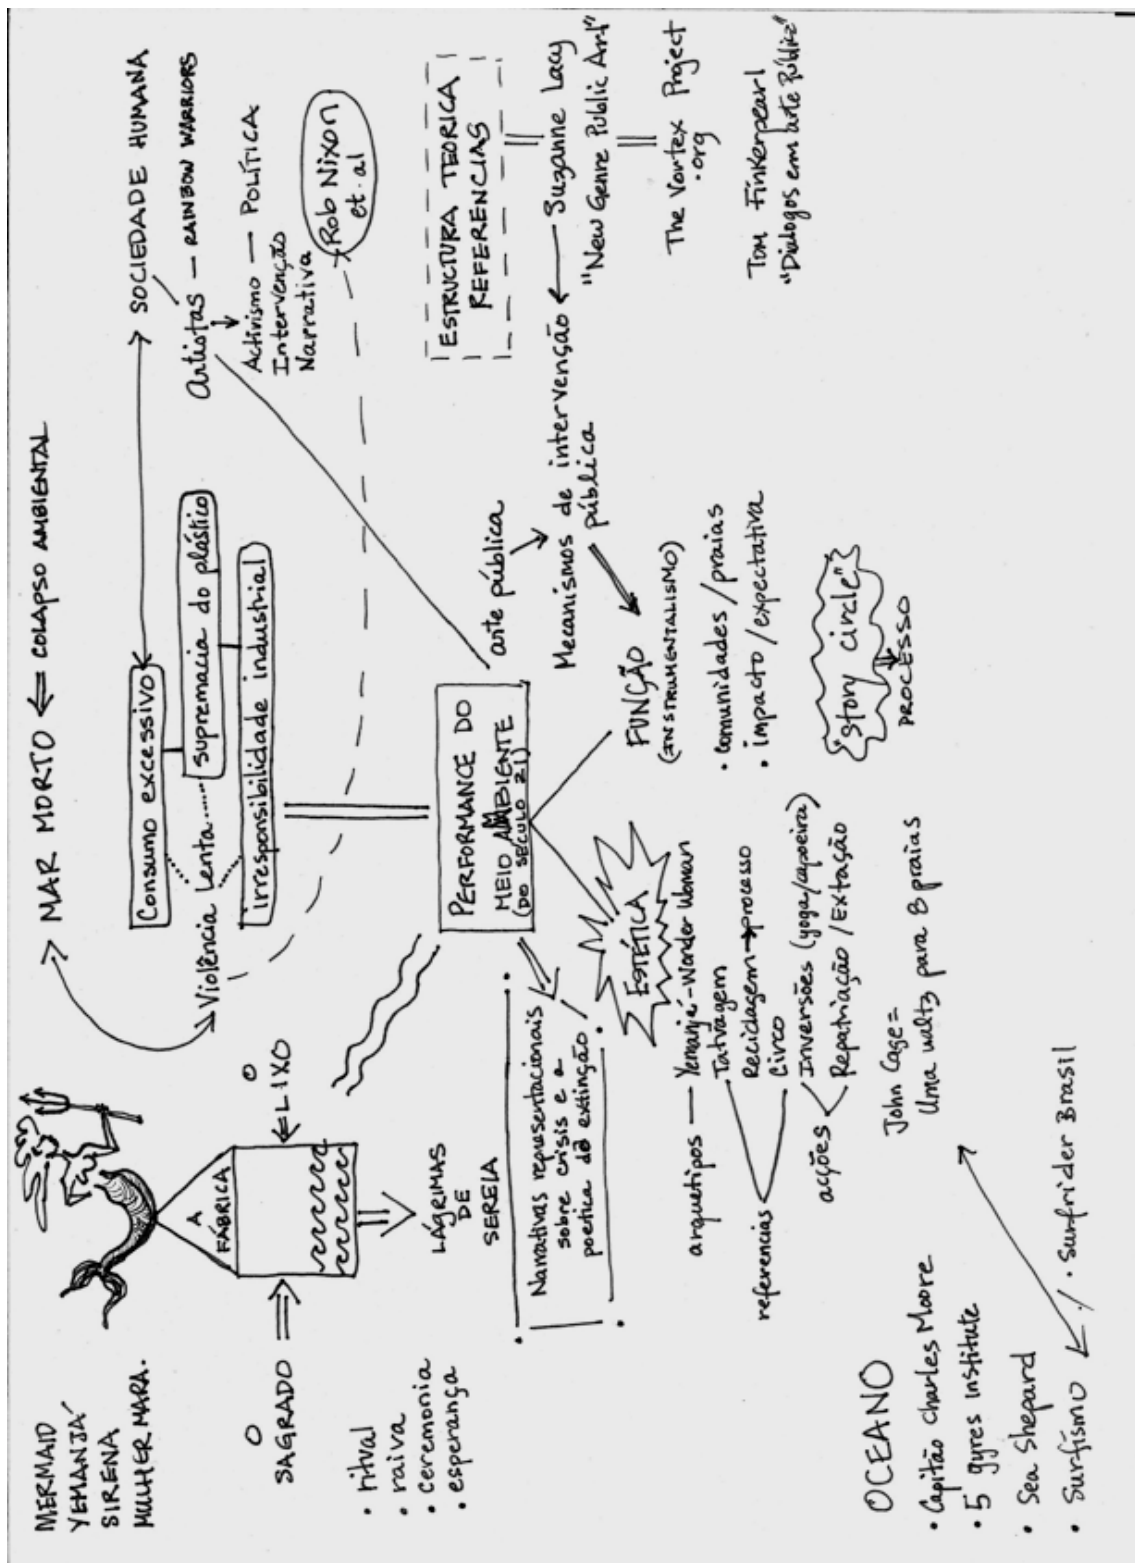 MERMAID
YEMANJÁ
SIRENA
MULHER MARA.
O
SAGRADO
• ritual
• raiva
• ceremonia
• esperança
A
FÁBRICA
O
LIXO
LÁGRIMAS
DE
SEREIA
MAR MORTO ⇐ COLAPSO AMBIENTAL
Consumo excessivo
Violência Lenta
supremacia do plástico
irresponsibilidade industrial
SOCIEDADE HUMANA
Artistas — RAINBOW WARRIORS
Activismo — POLÍTICA
Intervenção
Narrativa
Rob Nixon
et.al
PERFORMANCE DO
MEIO AMBIENTE
(DO SECULO 21)
arte pública
Mecanismos de intervenção
pública
ESTRUCTURA TEORICA
REFERENCIAS
Suzanne Lacy
"New Genre Public Art"
The Vortex Project
.org
Tom Finkerpearl
"Dialogos em arte Pública"
Narrativas representacionais
sobre crisis e a
poetica da extinção
ESTÉTICA
arquetipos — Yemanjá-Wonder Woman
Tatuagem
Reciclagem → processo
Circo
referencias
Inversões (yoga/capoeira)
Repatriação/Extação
acções
FUNÇÃO
(INSTRUMENTALISMO)
• comunidades/praias
• impacto/expectativa
"story circle"
PROCESSO
John Cage=
Uma waltz para 8 praias
OCEANO
• Capitão Charles Moore
• 5 gyres institute
• Sea Shepard
• Surfismo
• Surfrider Brasil